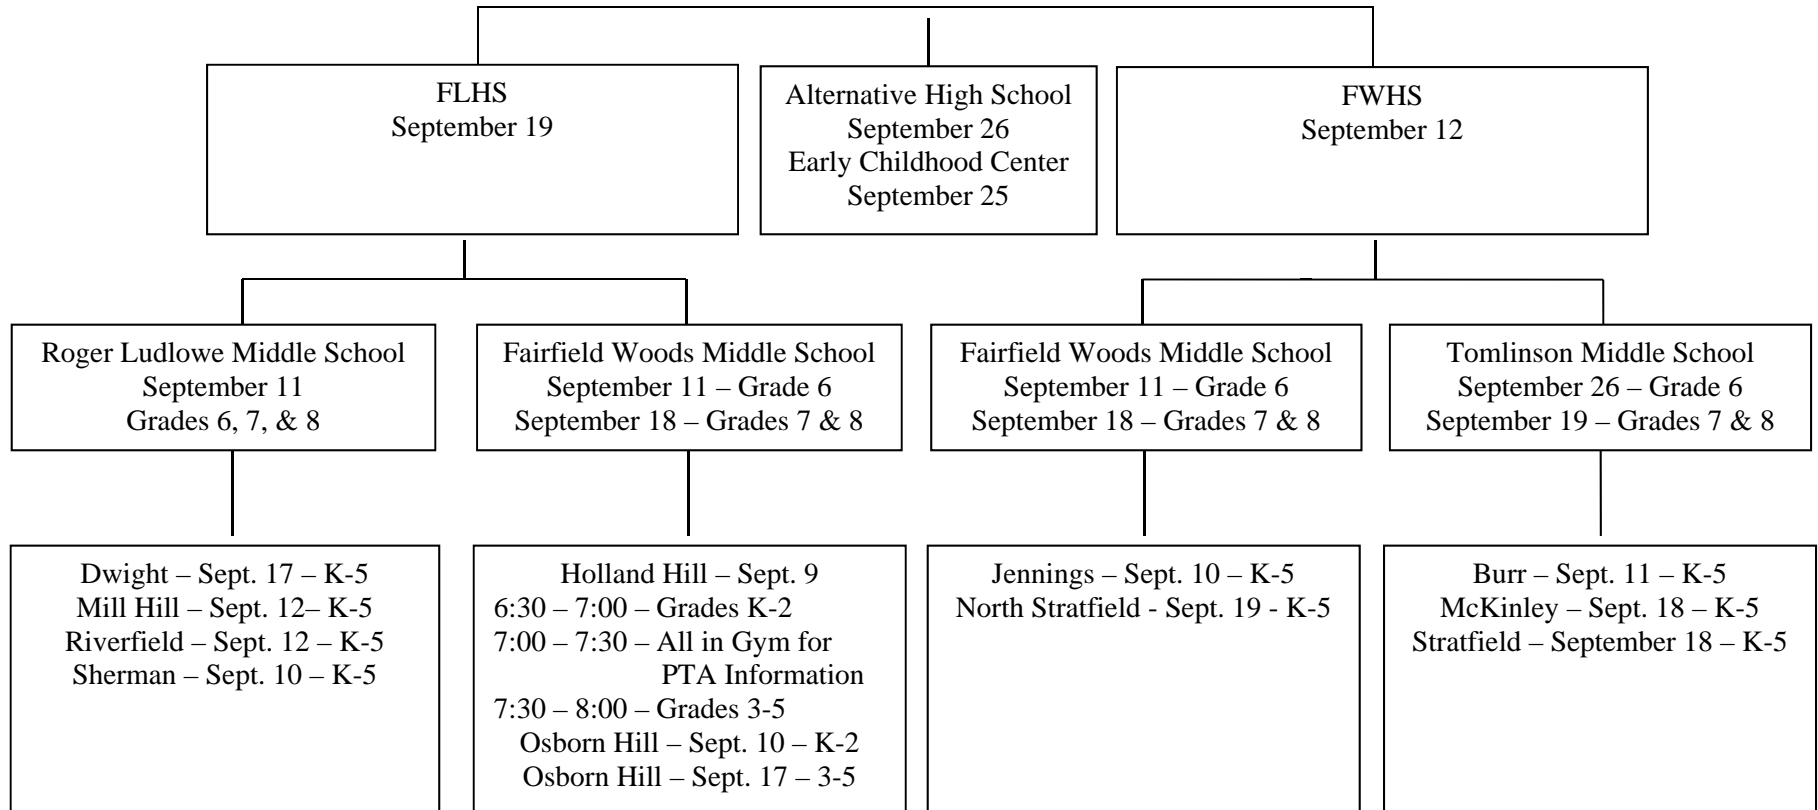 FLHS
September 19
Alternative High School
September 26
Early Childhood Center
September 25
FWHS
September 12
Roger Ludlowe Middle School
September 11
Grades 6, 7, & 8
Fairfield Woods Middle School
September 11 – Grade 6
September 18 – Grades 7 & 8
Fairfield Woods Middle School
September 11 – Grade 6
September 18 – Grades 7 & 8
Tomlinson Middle School
September 26 – Grade 6
September 19 – Grades 7 & 8
Dwight – Sept. 17 – K-5
Mill Hill – Sept. 12– K-5
Riverfield – Sept. 12 – K-5
Sherman – Sept. 10 – K-5
Holland Hill – Sept. 9
6:30 – 7:00 – Grades K-2
7:00 – 7:30 – All in Gym for
PTA Information
7:30 – 8:00 – Grades 3-5
Osborn Hill – Sept. 10 – K-2
Osborn Hill – Sept. 17 – 3-5
Jennings – Sept. 10 – K-5
North Stratfield - Sept. 19 - K-5
Burr – Sept. 11 – K-5
McKinley – Sept. 18 – K-5
Stratfield – September 18 – K-5